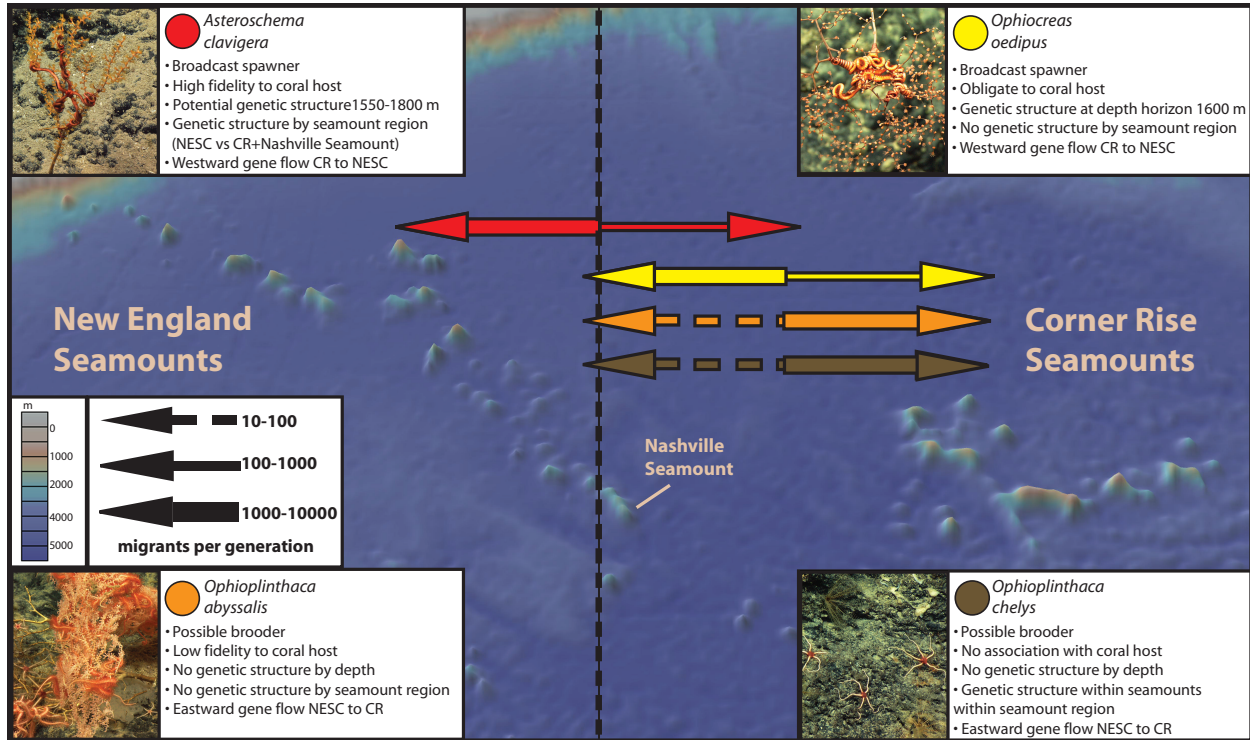 Asteroschema
clavigera
• Broadcast spawner
• High fidelity to coral host
• Potential genetic structure1550-1800 m
• Genetic structure by seamount region
(NESC vs CR+Nashville Seamount)
• Westward gene flow CR to NESC
Ophiocreas
oedipus
• Broadcast spawner
• Obligate to coral host
• Genetic structure at depth horizon 1600 m
• No genetic structure by seamount region
• Westward gene flow CR to NESC
New England
Seamounts
Corner Rise
Seamounts
Nashville
Seamount
m
0
1000
2000
4000
5000
10-100
100-1000
1000-10000
migrants per generation
Ophioplinthaca
abyssalis
• Possible brooder
• Low fidelity to coral host
• No genetic structure by depth
• No genetic structure by seamount region
• Eastward gene flow NESC to CR
Ophioplinthaca
chelys
• Possible brooder
• No association with coral host
• No genetic structure by depth
• Genetic structure within seamounts
within seamount region
• Eastward gene flow NESC to CR